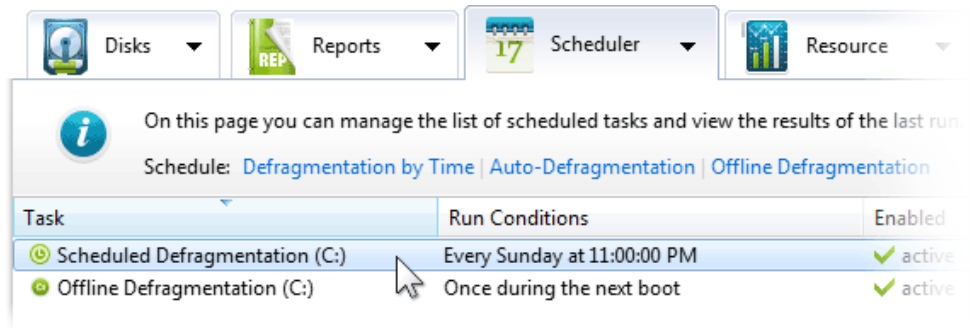 Disks
REP
Reports
17
Scheduler
Resource
On this page you can manage the list of scheduled tasks and view the results of the last run.
Schedule: Defragmentation by Time | Auto-Defragmentation | Offline Defragmentation
Task Run Conditions Enabled
Scheduled Defragmentation (C:) Every Sunday at 11:00:00 PM active
Offline Defragmentation (C:) Once during the next boot active